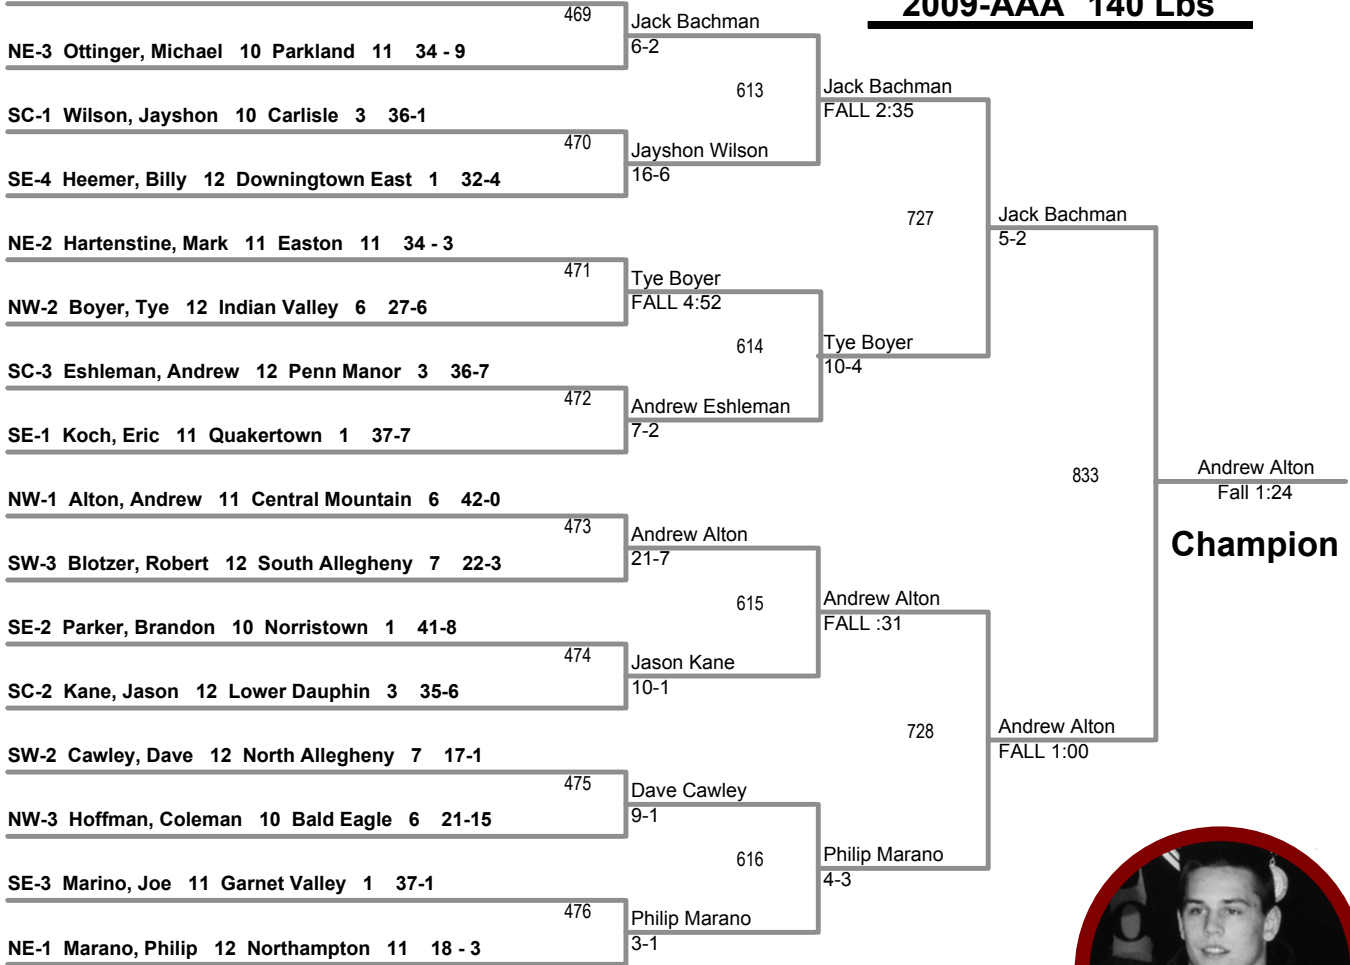 2009-AAA 140 Lbs
469
Jack Bachman
NE-3 Ottinger, Michael 10 Parkland 11 34 - 9
6-2
613
Jack Bachman
FALL 2:35
SC-1 Wilson, Jayshon 10 Carlisle 3 36-1
470
Jayshon Wilson
16-6
SE-4 Heemer, Billy 12 Downingtown East 1 32-4
727
Jack Bachman
5-2
NE-2 Hartenstine, Mark 11 Easton 11 34 - 3
471
Tye Boyer
FALL 4:52
NW-2 Boyer, Tye 12 Indian Valley 6 27-6
614
Tye Boyer
10-4
SC-3 Eshleman, Andrew 12 Penn Manor 3 36-7
472
Andrew Eshleman
7-2
SE-1 Koch, Eric 11 Quakertown 1 37-7
833
Andrew Alton
Fall 1:24
Champion
NW-1 Alton, Andrew 11 Central Mountain 6 42-0
473
Andrew Alton
21-7
SW-3 Blotzer, Robert 12 South Allegheny 7 22-3
615
Andrew Alton
FALL :31
SE-2 Parker, Brandon 10 Norristown 1 41-8
474
Jason Kane
10-1
SC-2 Kane, Jason 12 Lower Dauphin 3 35-6
728
Andrew Alton
FALL 1:00
SW-2 Cawley, Dave 12 North Allegheny 7 17-1
475
Dave Cawley
9-1
NW-3 Hoffman, Coleman 10 Bald Eagle 6 21-15
616
Philip Marano
4-3
SE-3 Marino, Joe 11 Garnet Valley 1 37-1
476
Philip Marano
3-1
NE-1 Marano, Philip 12 Northampton 11 18 - 3